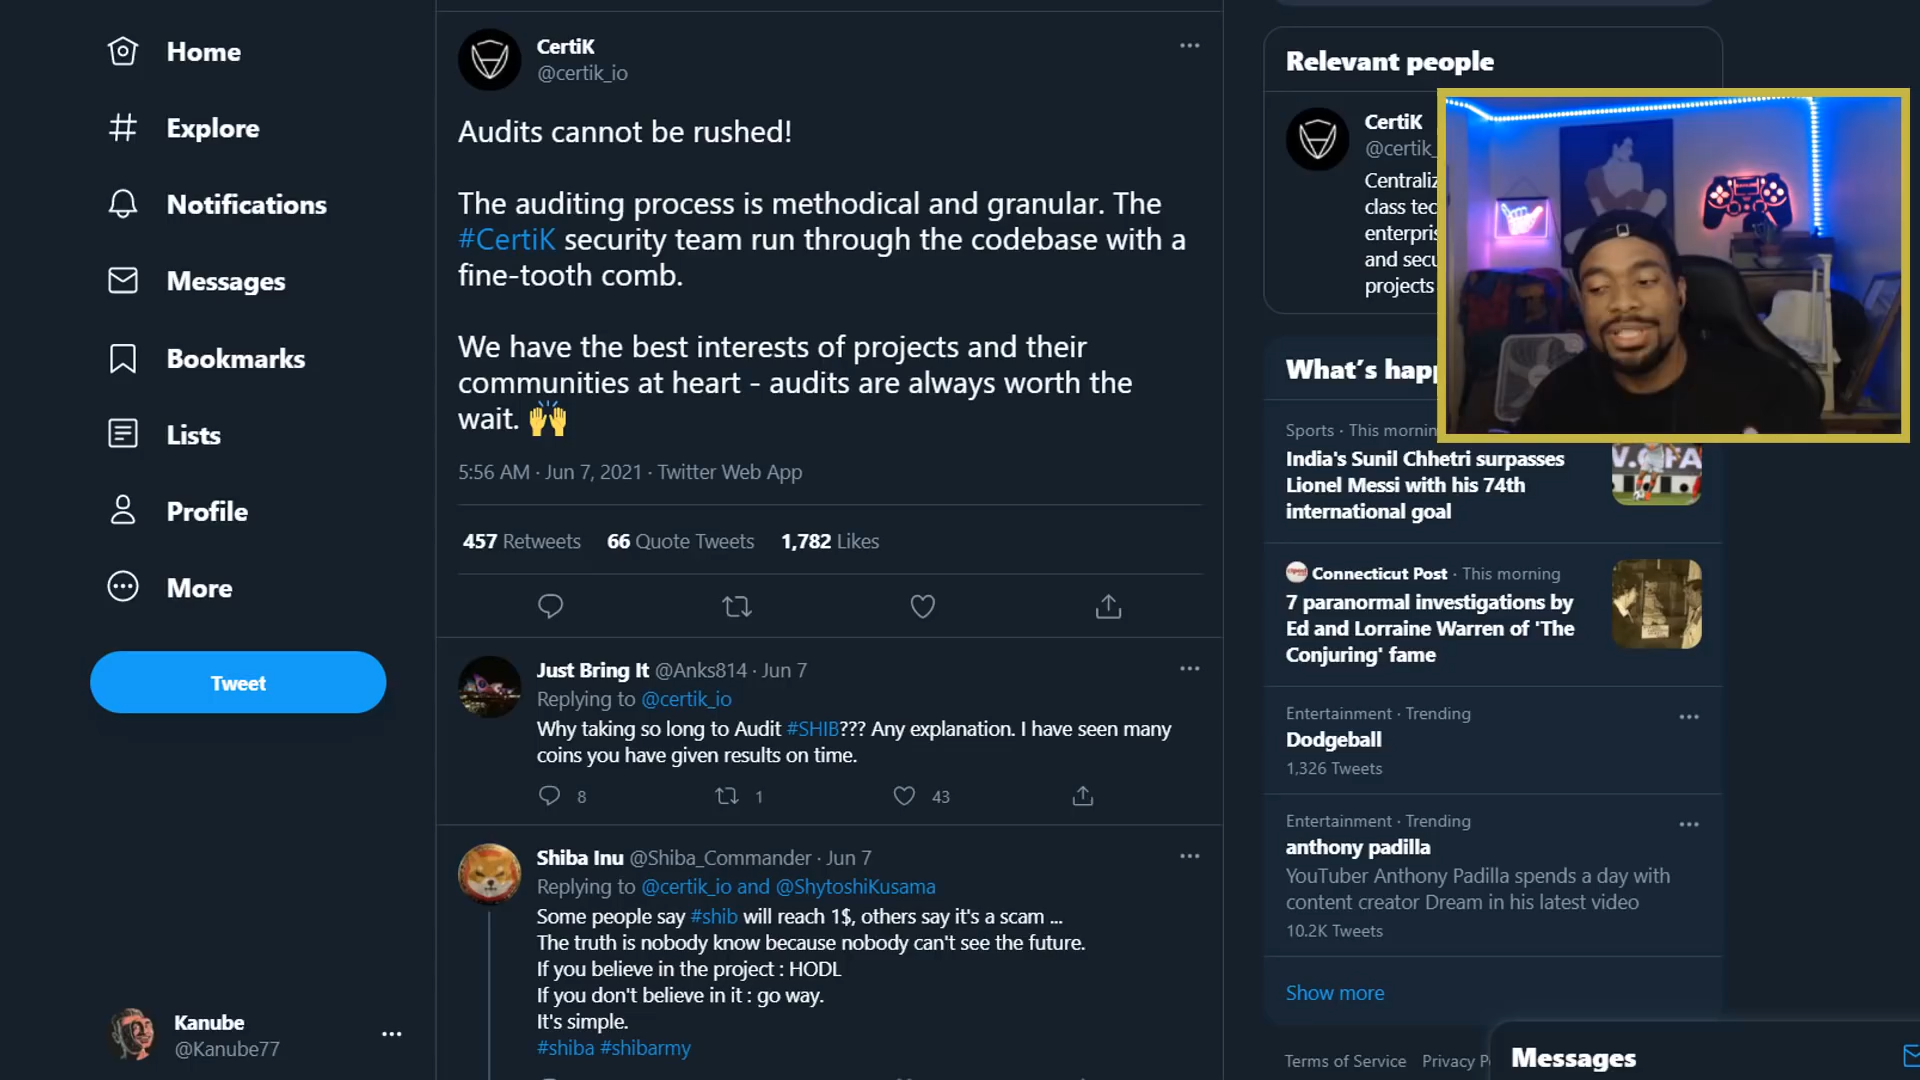 Home
Explore
Notifications
Messages
Bookmarks
Lists
Profile
More
Tweet
Kanube
@Kanube77
CertiK
@certik_io
Audits cannot be rushed!
The auditing process is methodical and granular. The
#CertiK security team run through the codebase with a
fine-tooth comb.
We have the best interests of projects and their
communities at heart - audits are always worth the
wait. 🙌
5:56 AM · Jun 7, 2021 · Twitter Web App
457 Retweets 66 Quote Tweets 1,782 Likes
Just Bring It @Anks814 · Jun 7
Replying to @certik_io
Why taking so long to Audit #SHIB??? Any explanation. I have seen many
coins you have given results on time.
8 1 43
Shiba Inu @Shiba_Commander · Jun 7
Replying to @certik_io and @ShytoshiKusama
Some people say #shib will reach 1$, others say it's a scam ...
The truth is nobody know because nobody can't see the future.
If you believe in the project : HODL
If you don't believe in it : go way.
It's simple.
#shiba #shibarmy
Relevant people
CertiK
@certik_
Centraliz
class tec
enterpris
and secu
projects
What's happ
Sports · This mornin
India's Sunil Chhetri surpasses
Lionel Messi with his 74th
international goal
Connecticut Post · This morning
7 paranormal investigations by
Ed and Lorraine Warren of 'The
Conjuring' fame
Entertainment · Trending
Dodgeball
1,326 Tweets
Entertainment · Trending
anthony padilla
YouTuber Anthony Padilla spends a day with
content creator Dream in his latest video
10.2K Tweets
Show more
Terms of Service Privacy P
Messages